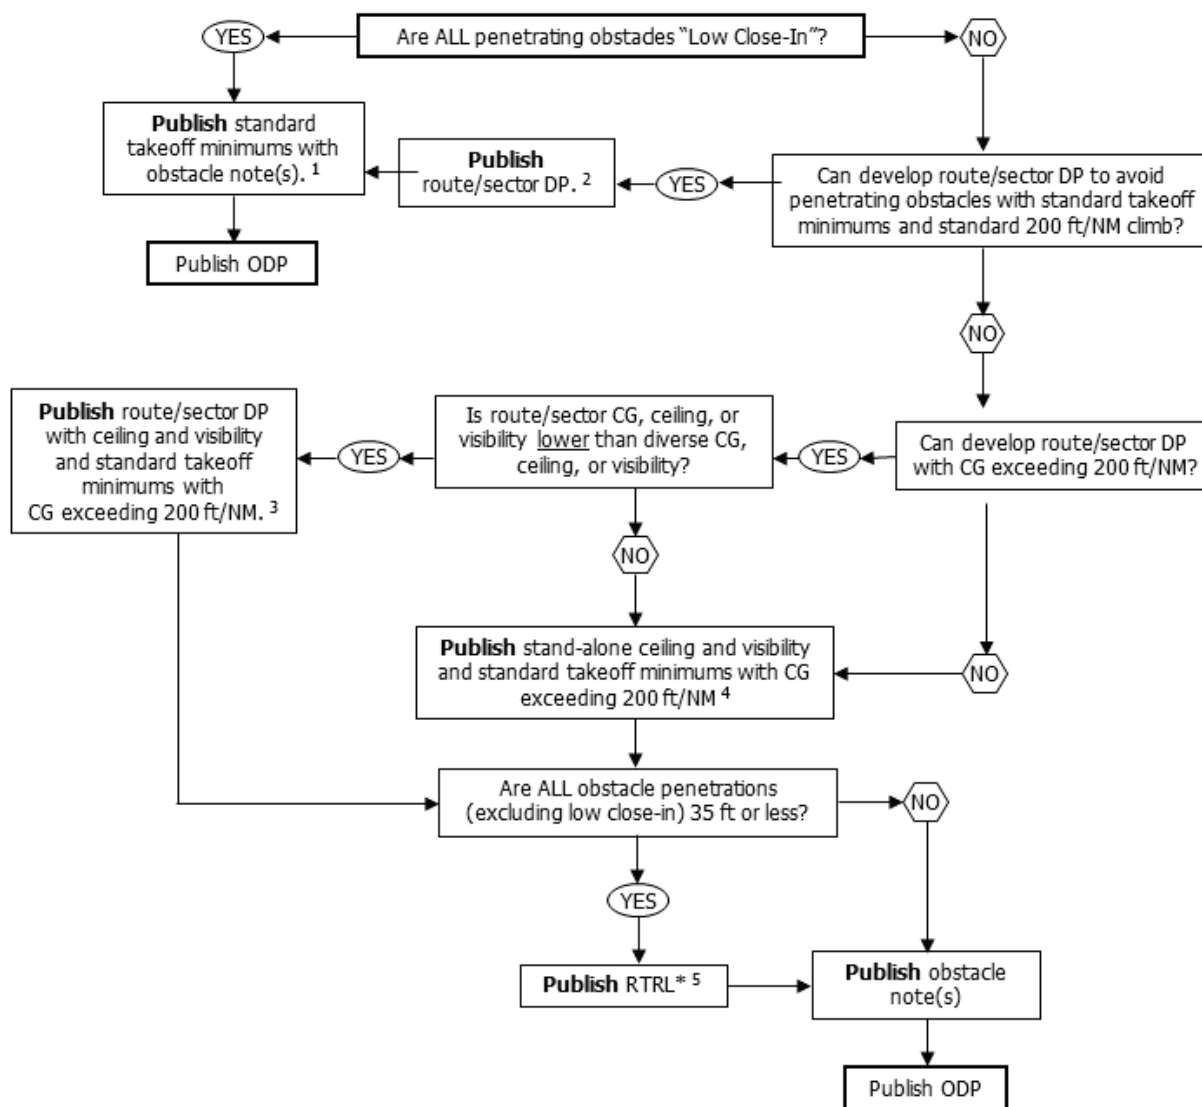 YES
Are ALL penetrating obstades “Low Close-In”?
NO
Publish standard
takeoff minimums with
obstacle note(s). 1
Publish
route/sector DP. 2
YES
Can develop route/sector DP to avoid
penetrating obstacles with standard takeoff
minimums and standard 200 ft/NM climb?
Publish ODP
NO
Publish route/sector DP
with ceiling and visibility
and standard takeoff
minimums with
CG exceeding 200 ft/NM. 3
YES
Is route/sector CG, ceiling, or
visibility lower than diverse CG,
ceiling, or visibility?
YES
Can develop route/sector DP
with CG exceeding 200 ft/NM?
NO
Publish stand-alone ceiling and visibility
and standard takeoff minimums with CG
exceeding 200 ft/NM 4
NO
Are ALL obstacle penetrations
(excluding low close-in) 35 ft or less?
NO
YES
Publish RTRL* 5
Publish obstacle
note(s)
Publish ODP